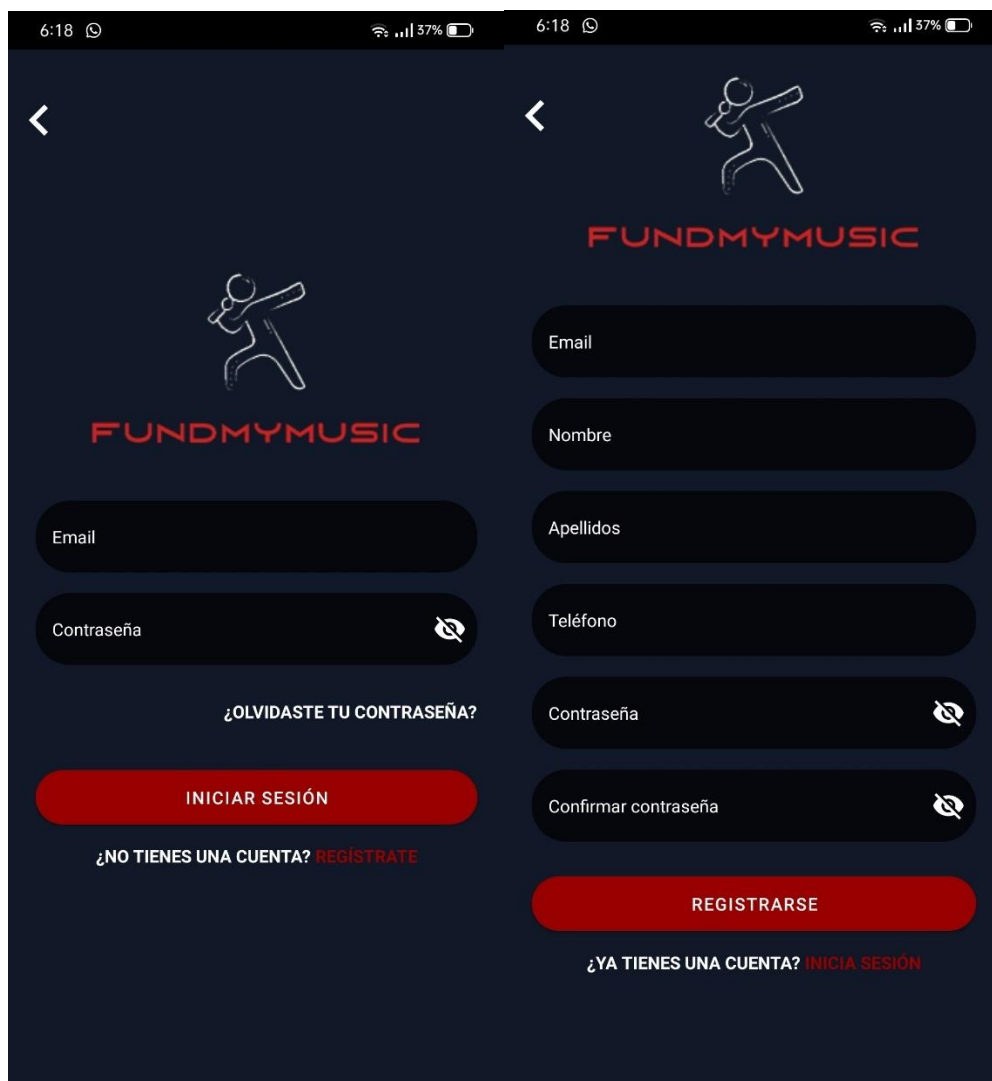 6:18
37%
FUNDMYMUSIC
Email
Contraseña
¿OLVIDASTE TU CONTRASEÑA?
INICIAR SESIÓN
¿NO TIENES UNA CUENTA? REGÍSTRATE
6:18
37%
FUNDMYMUSIC
Email
Nombre
Apellidos
Teléfono
Contraseña
Confirmar contraseña
REGISTRARSE
¿YA TIENES UNA CUENTA? INICIA SESIÓN